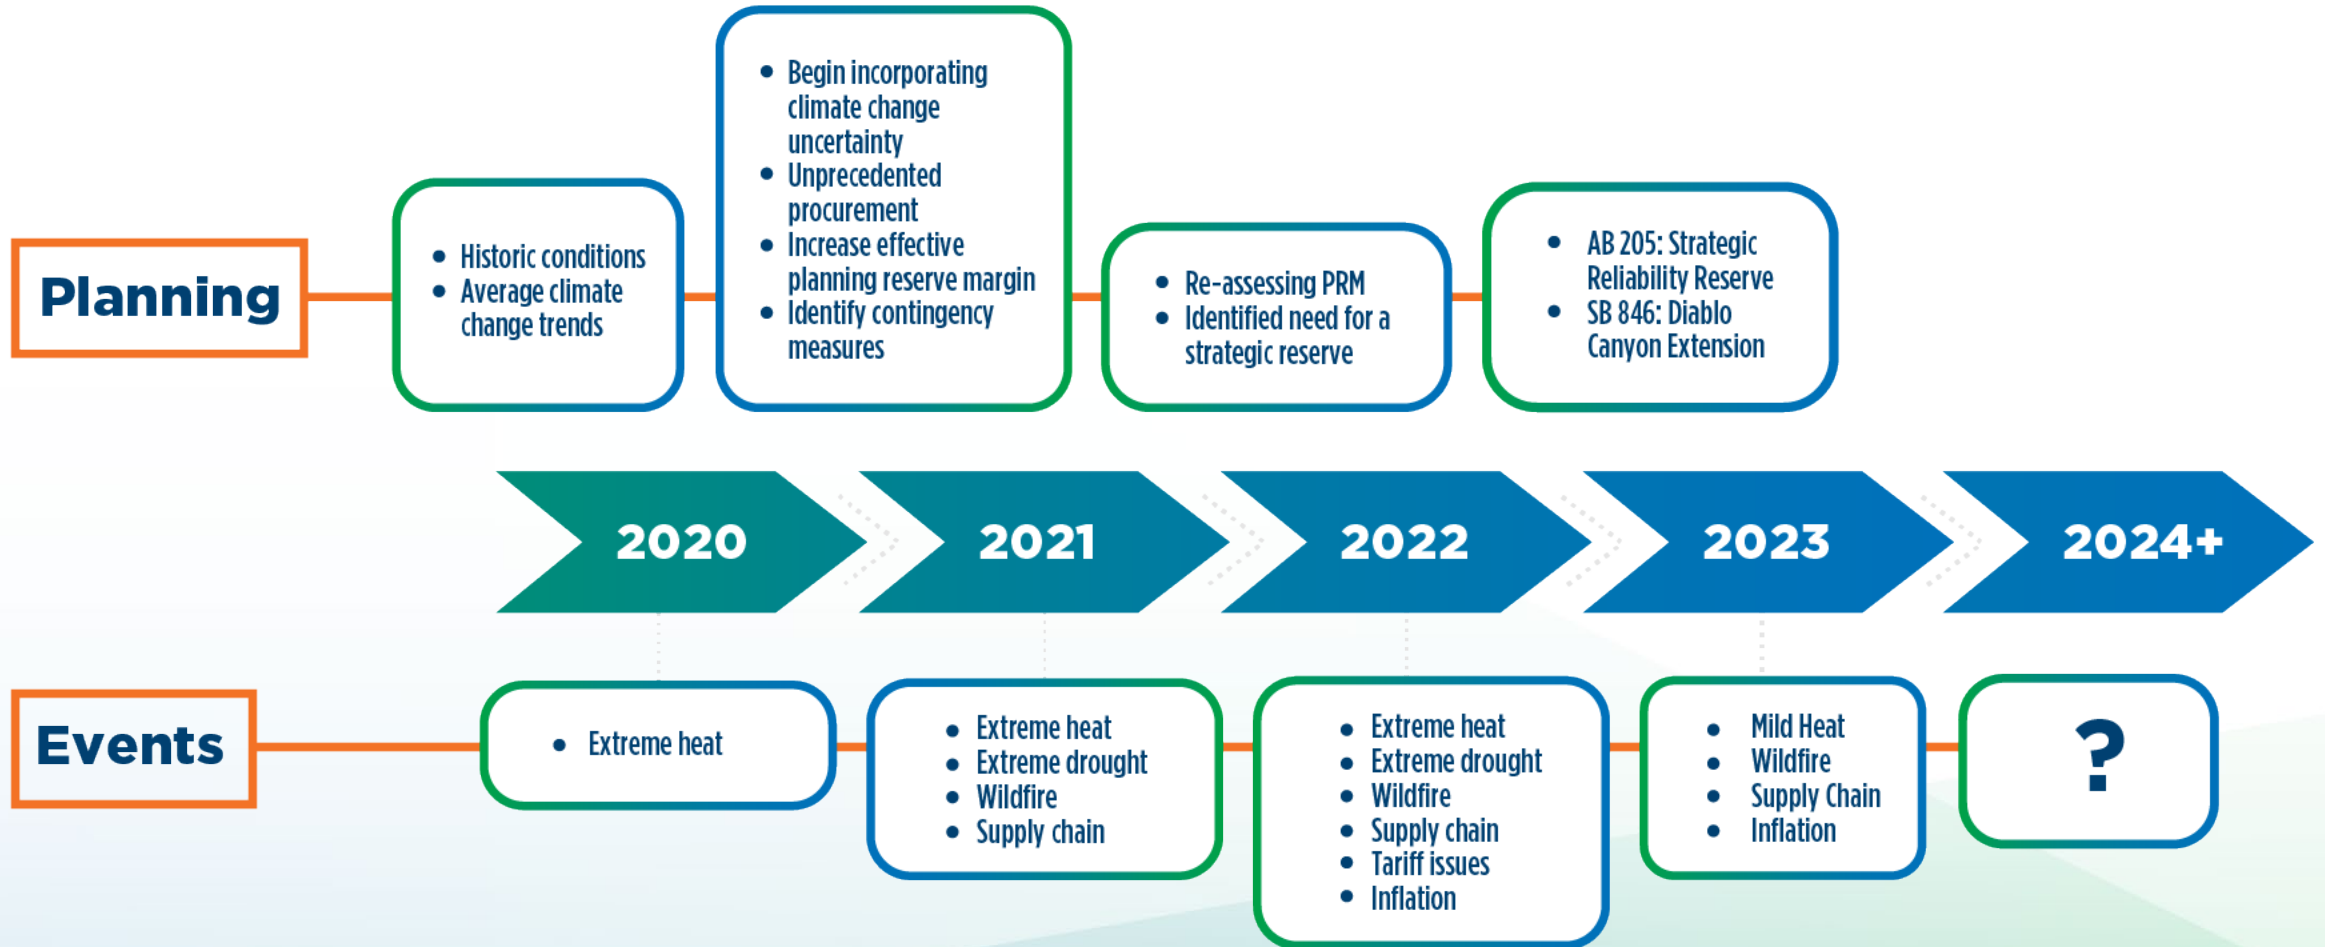 Planning
• Historic conditions
• Average climate
change trends
• Begin incorporating
climate change
uncertainty
• Unprecedented
procurement
• Increase effective
planning reserve margin
• Identify contingency
measures
• Re-assessing PRM
• Identified need for a
strategic reserve
• AB 205: Strategic
Reliability Reserve
• SB 846: Diablo
Canyon Extension
2020
2021
2022
2023
2024+
Events
• Extreme heat
• Extreme heat
• Extreme drought
• Wildfire
• Supply chain
• Extreme heat
• Extreme drought
• Wildfire
• Supply chain
• Tariff issues
• Inflation
• Mild Heat
• Wildfire
• Supply Chain
• Inflation
?